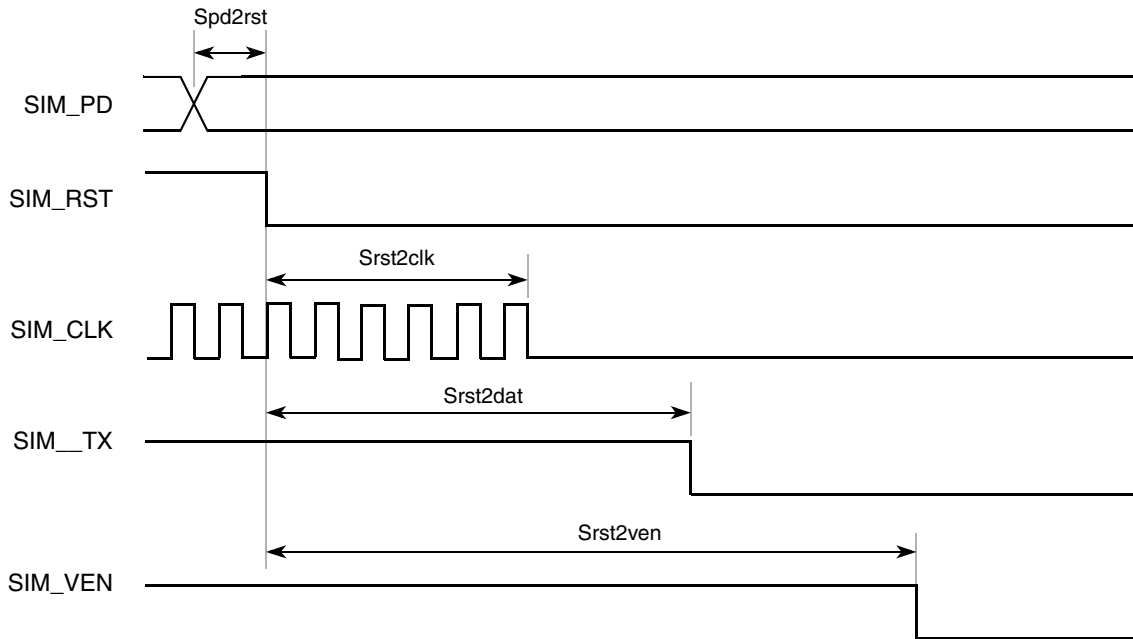 Spd2rst
SIM_PD
SIM_RST
Srst2clk
SIM_CLK
Srst2dat
SIM__TX
Srst2ven
SIM_VEN